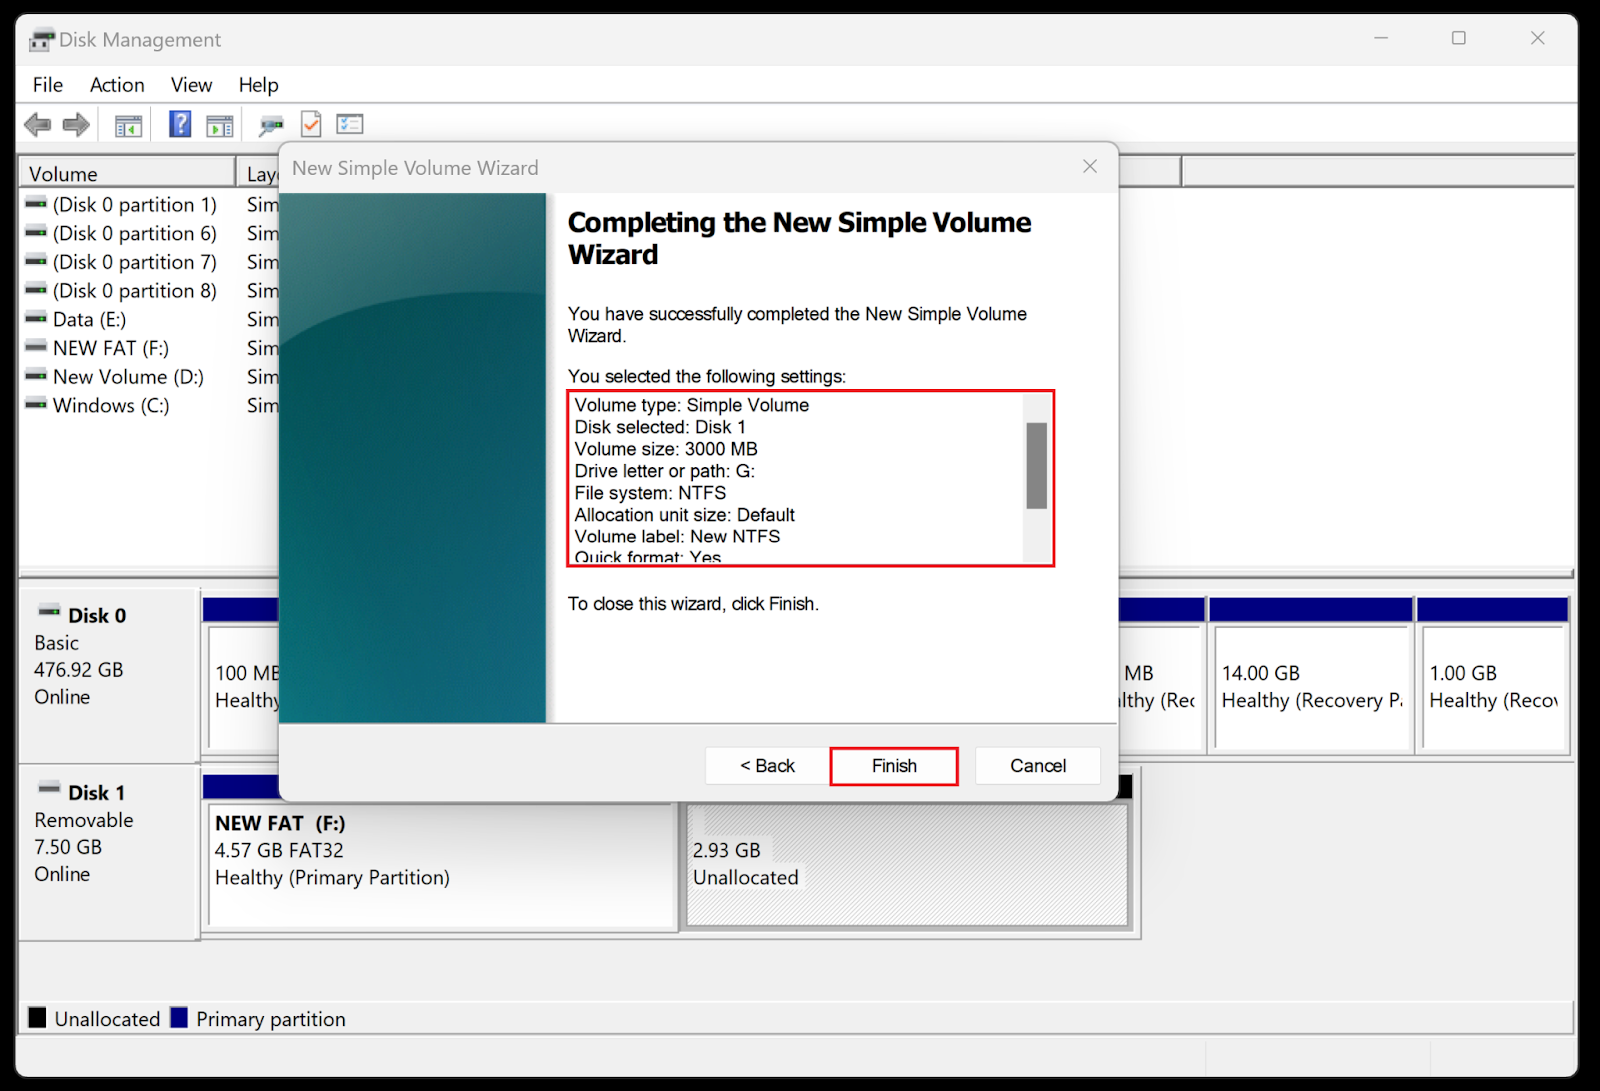 Disk Management
File Action View Help
New Simple Volume Wizard
Volume
(Disk 0 partition 1) Sim
(Disk 0 partition 6) Sim
(Disk 0 partition 7) Sim
(Disk 0 partition 8) Sim
Data (E:) Sim
NEW FAT (F:) Sim
New Volume (D:) Sim
Windows (C:) Sim
Completing the New Simple Volume
Wizard
You have successfully completed the New Simple Volume
Wizard.
You selected the following settings:
Volume type: Simple Volume
Disk selected: Disk 1
Volume size: 3000 MB
Drive letter or path: G:
File system: NTFS
Allocation unit size: Default
Volume label: New NTFS
Quick format: Yes
To close this wizard, click Finish.
< Back Finish Cancel
Disk 0
Basic
476.92 GB
Online
100 MB
Healthy
MB
lthy (Rec
14.00 GB
Healthy (Recovery P
1.00 GB
Healthy (Recov
Disk 1
Removable
7.50 GB
Online
NEW FAT (F:)
4.57 GB FAT32
Healthy (Primary Partition)
2.93 GB
Unallocated
Unallocated Primary partition